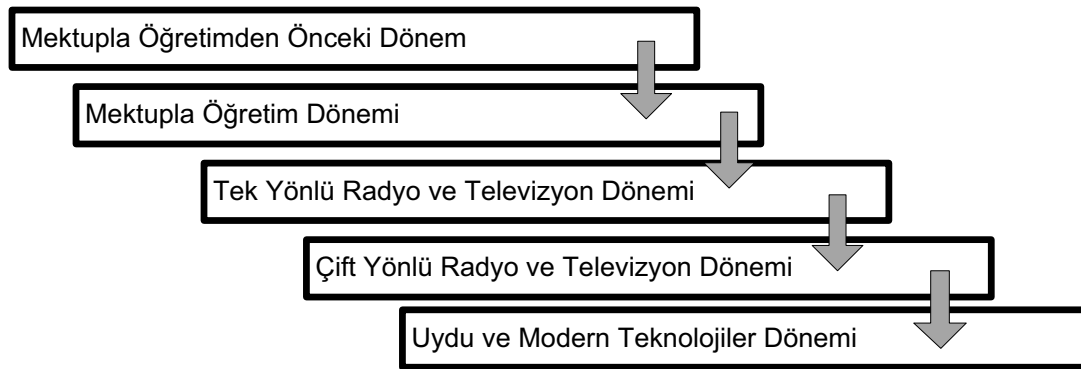 Mektupla Öğretimden Önceki Dönem
Mektupla Öğretim Dönemi
Tek Yönlü Radyo ve Televizyon Dönemi
Çift Yönlü Radyo ve Televizyon Dönemi
Uydu ve Modern Teknolojiler Dönemi